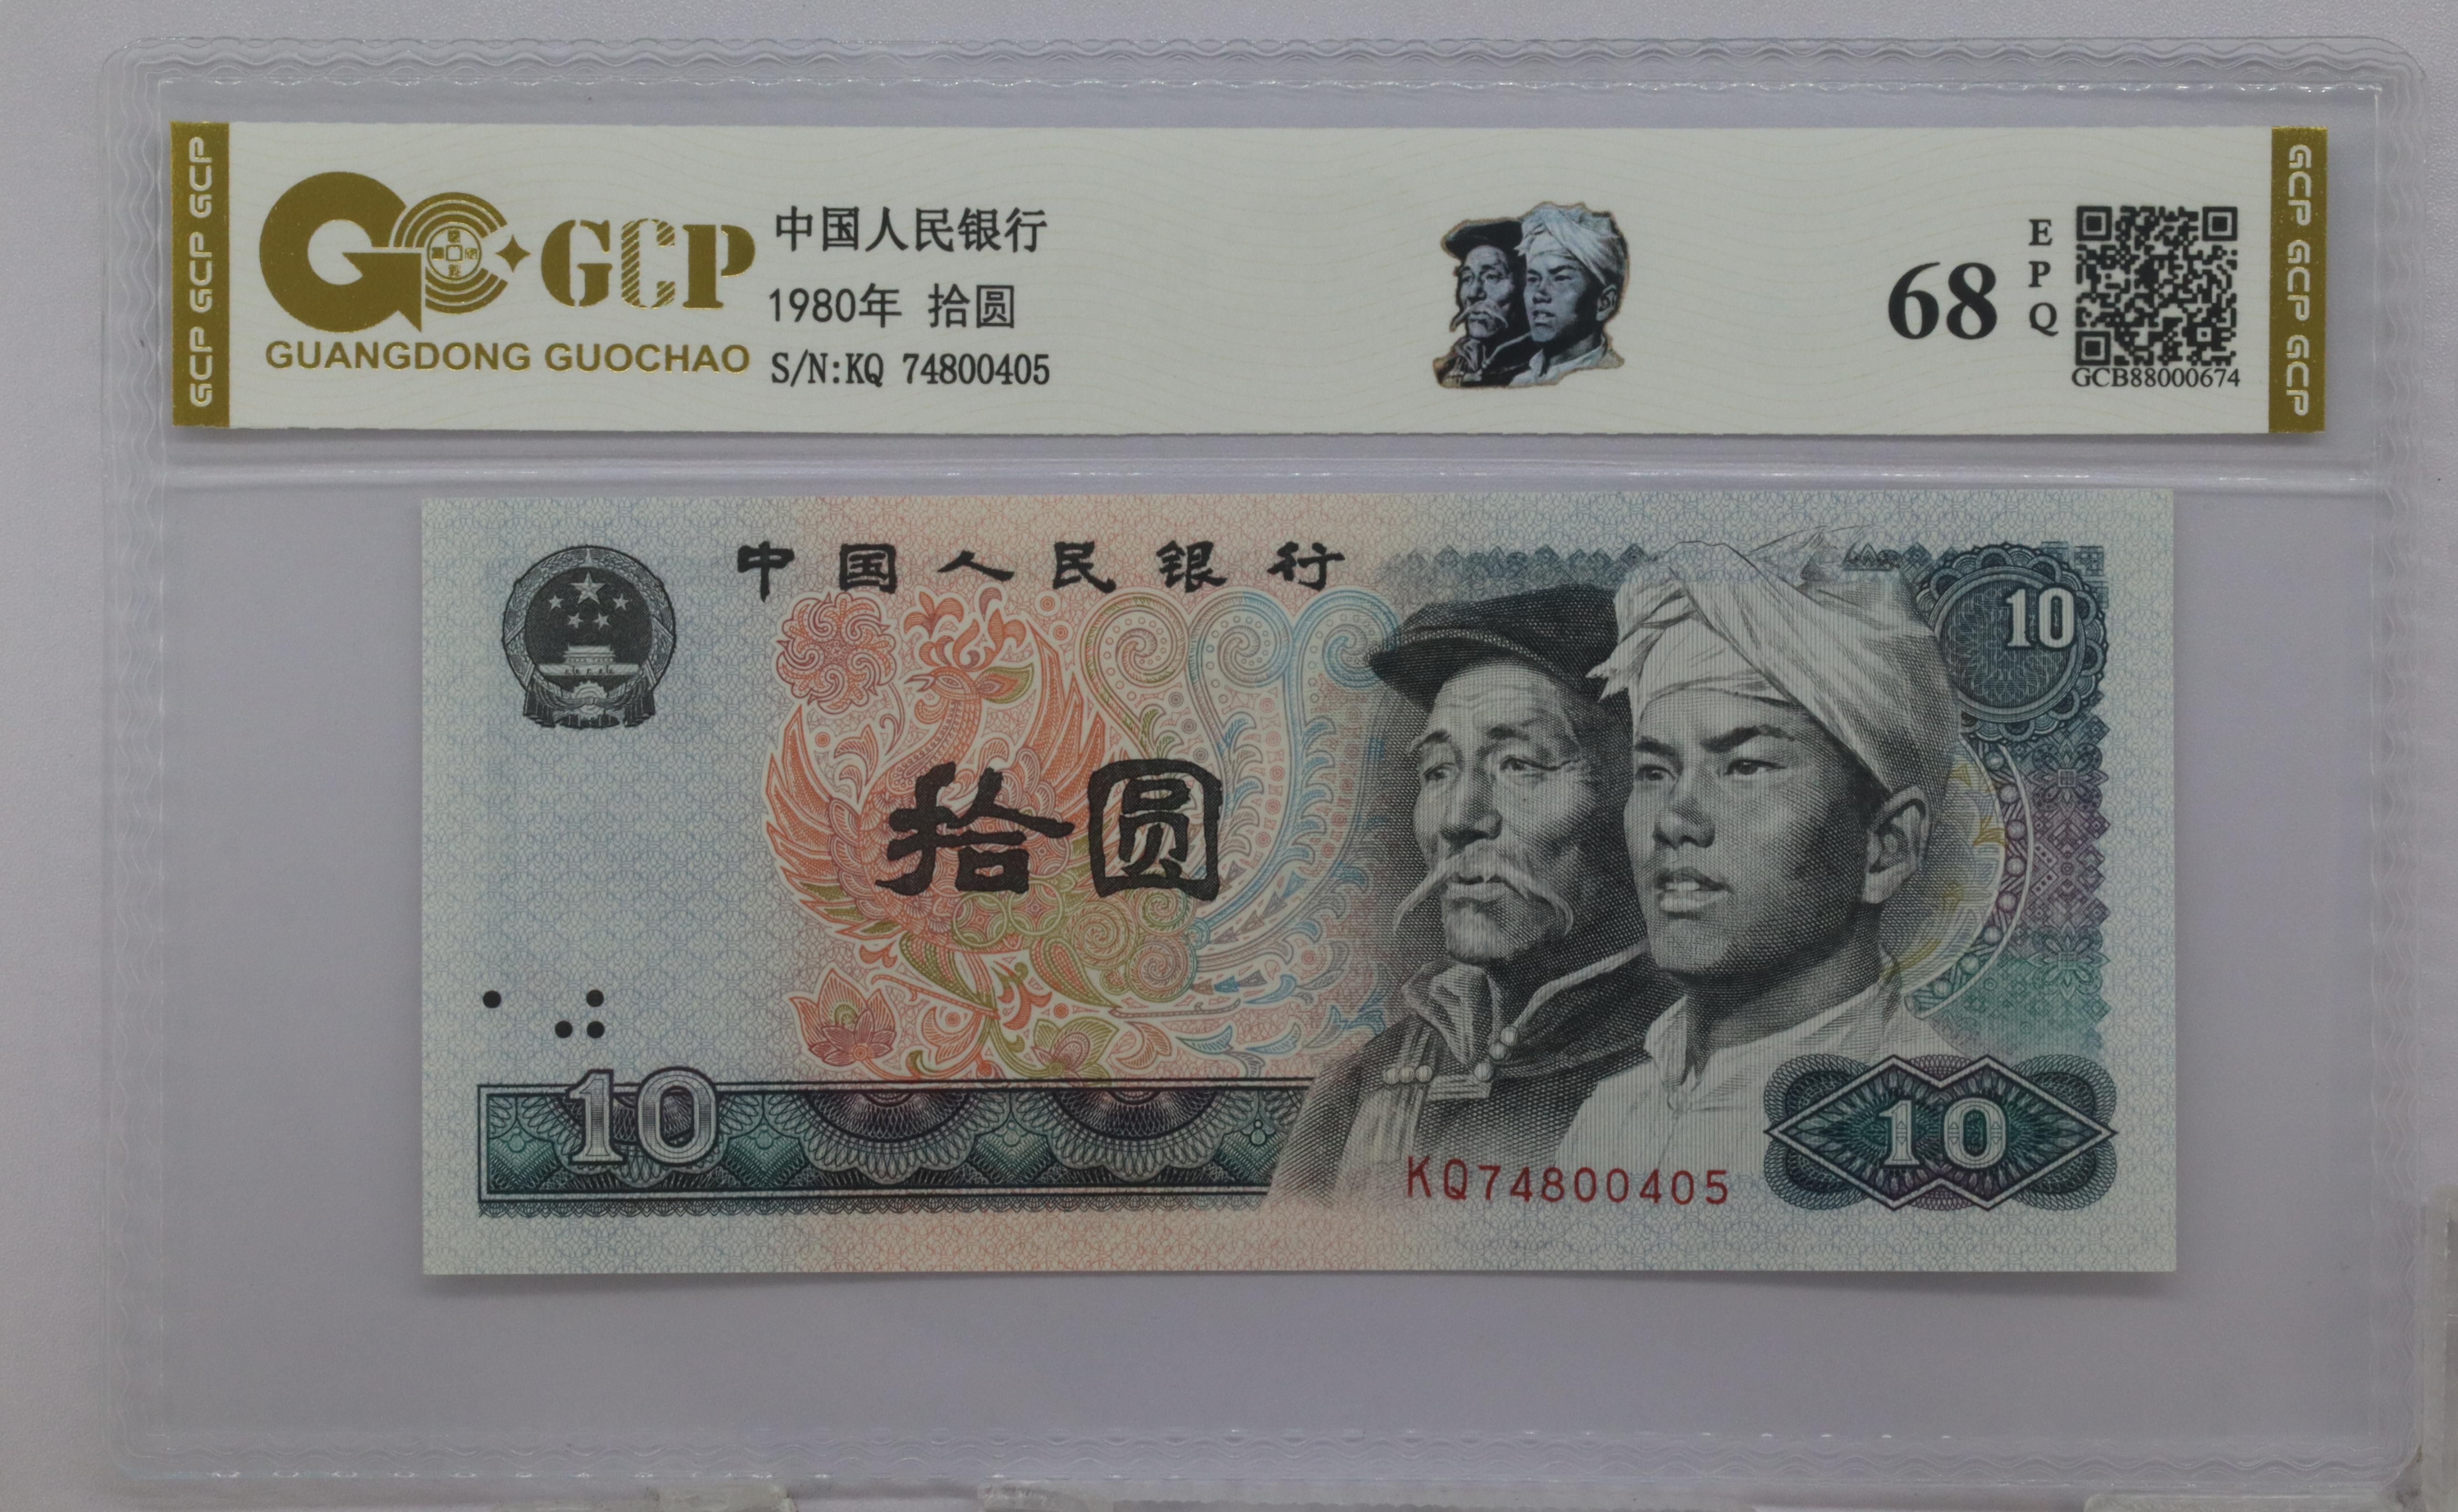 GCP GCP GCP
GCP
GUANGDONG GUOCHAO
中国人民银行
1980年 拾圆
S/N:KQ 74800405
68
EPQ
GCB88000674
GCP GCP GCP
中国人民银行
10
拾圆
10
10
KQ74800405